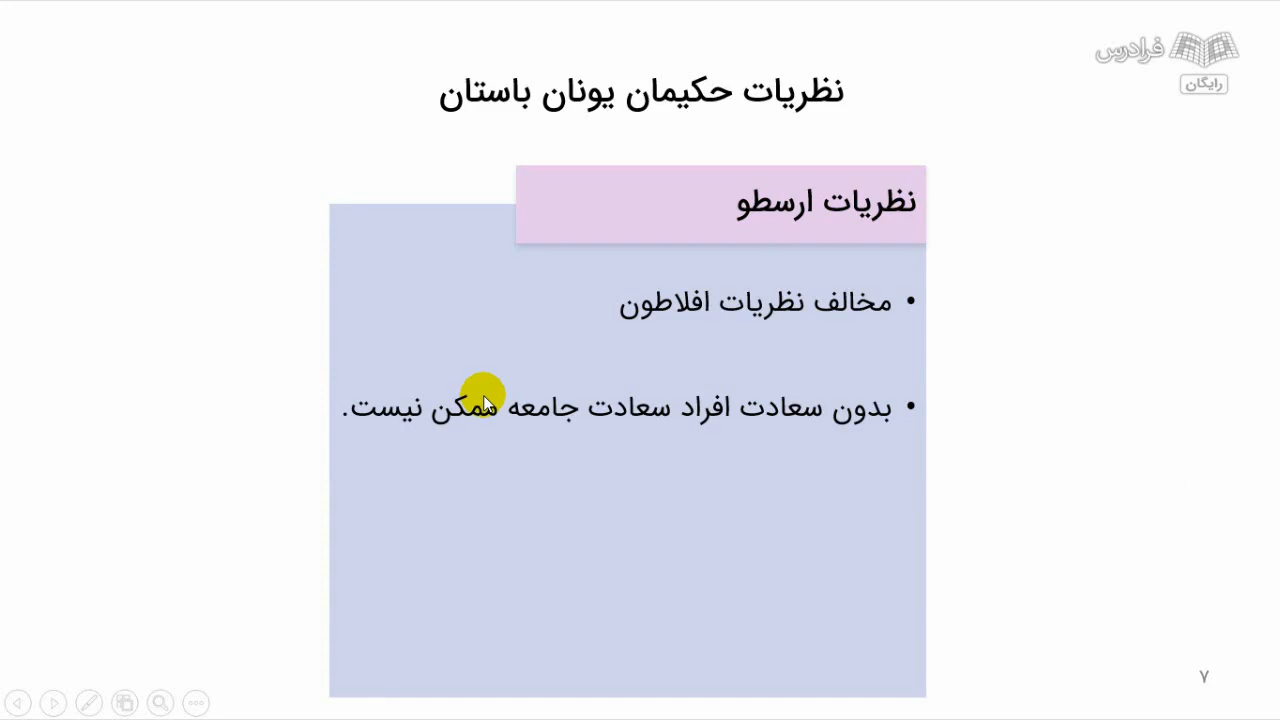 فرادرس
رایگان
نظریات حکیمان یونان باستان
نظریات ارسطو
• مخالف نظریات افلاطون
• بدون سعادت افراد سعادت جامعه ممکن نیست.
۷